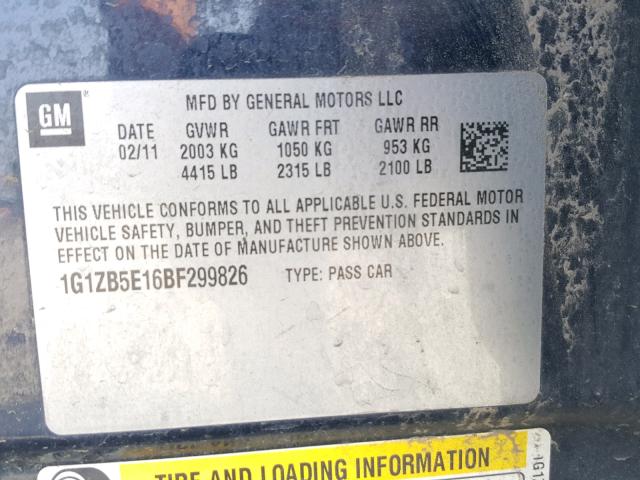 GM
MFD BY GENERAL MOTORS LLC
DATE GVWR GAWR FRT GAWR RR
02/11 2003 KG 1050 KG 953 KG
4415 LB 2315 LB 2100 LB
THIS VEHICLE CONFORMS TO ALL APPLICABLE U.S. FEDERAL MOTOR
VEHICLE SAFETY, BUMPER, AND THEFT PREVENTION STANDARDS IN
EFFECT ON THE DATE OF MANUFACTURE SHOWN ABOVE.
1G1ZB5E16BF299826 TYPE: PASS CAR
TIRE AND LOADING INFORMATION